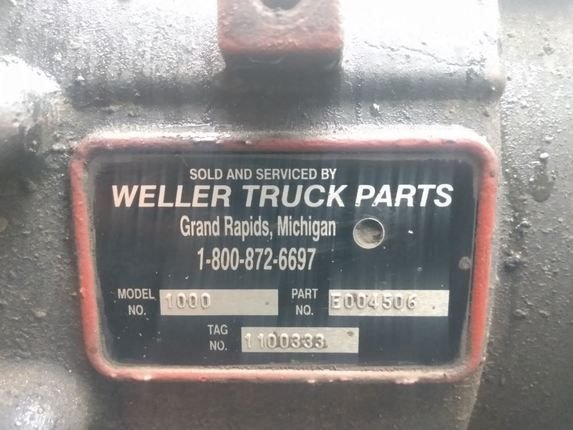 SOLD AND SERVICED BY
WELLER TRUCK PARTS
Grand Rapids, Michigan
1-800-872-6697
MODEL NO. 1000 PART NO. E004506
TAG NO. 1100333